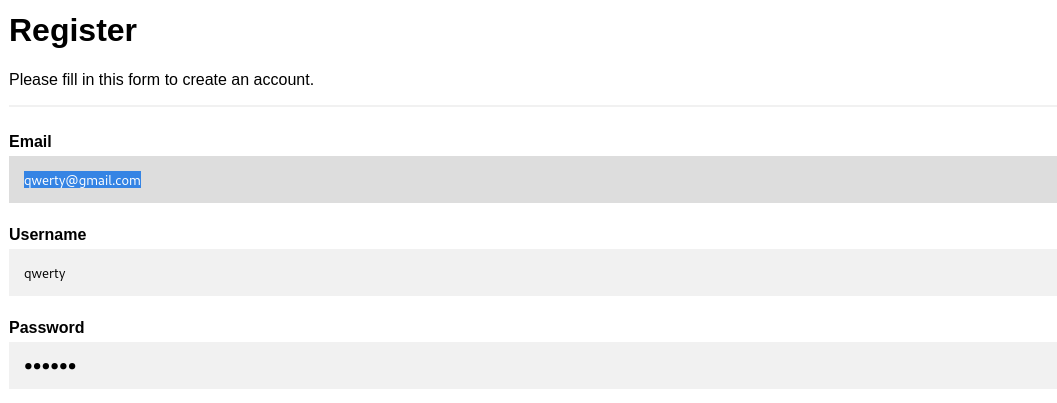 Register
Please fill in this form to create an account.
Email
qwerty@gmail.com
Username
qwerty
Password
••••••